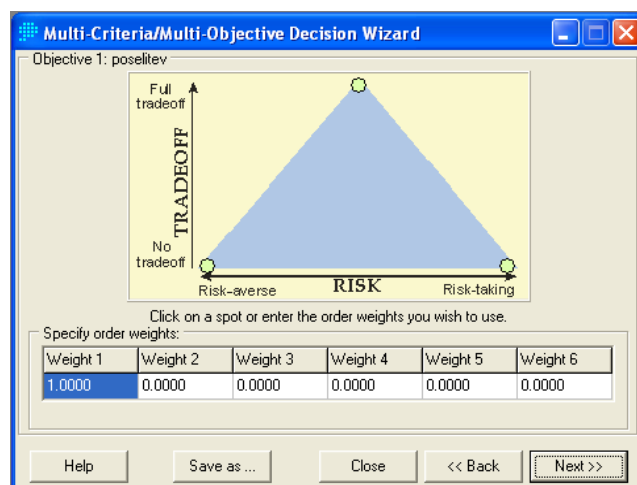 Multi-Criteria/Multi-Objective Decision Wizard
Objective 1: poselitev
Full tradeoff
TRADEOFF
No tradeoff
Risk-averse RISK Risk-taking
Click on a spot or enter the order weights you wish to use.
Specify order weights:
Weight 1 Weight 2 Weight 3 Weight 4 Weight 5 Weight 6
1.0000 0.0000 0.0000 0.0000 0.0000 0.0000
Help Save as ... Close << Back Next >>